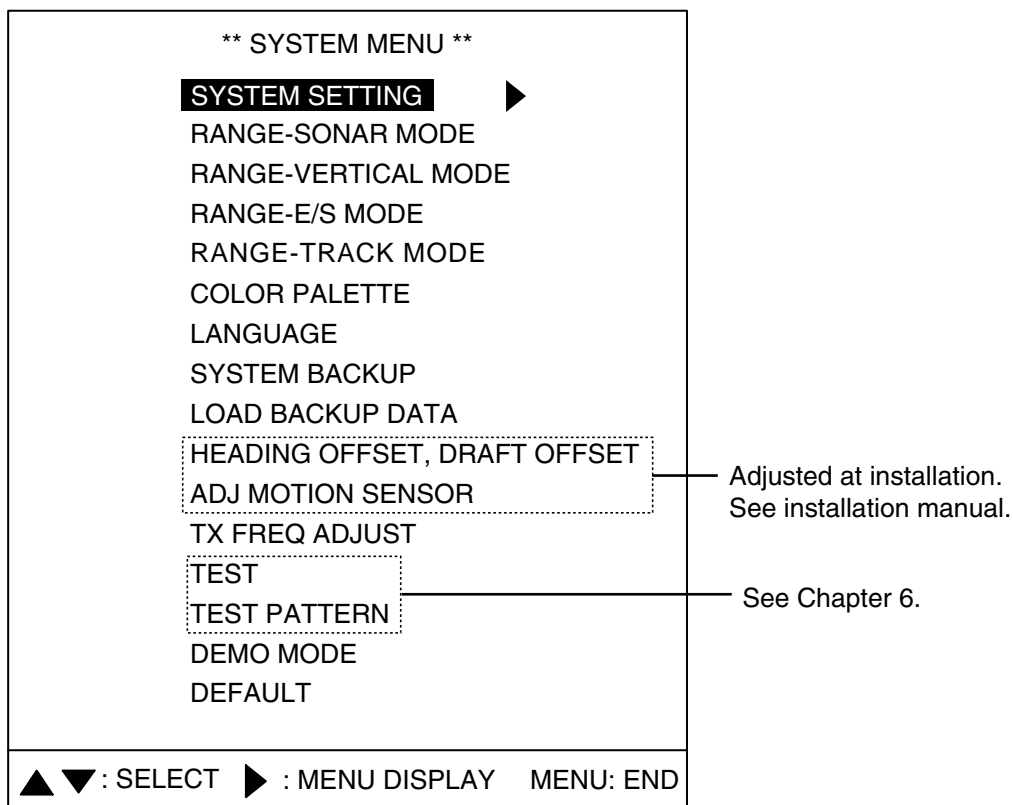 ** SYSTEM MENU **
SYSTEM SETTING ▶
RANGE-SONAR MODE
RANGE-VERTICAL MODE
RANGE-E/S MODE
RANGE-TRACK MODE
COLOR PALETTE
LANGUAGE
SYSTEM BACKUP
LOAD BACKUP DATA
HEADING OFFSET, DRAFT OFFSET
ADJ MOTION SENSOR
Adjusted at installation.
See installation manual.
TX FREQ ADJUST
TEST
TEST PATTERN
See Chapter 6.
DEMO MODE
DEFAULT
▲ ▼ : SELECT ▶ : MENU DISPLAY MENU: END